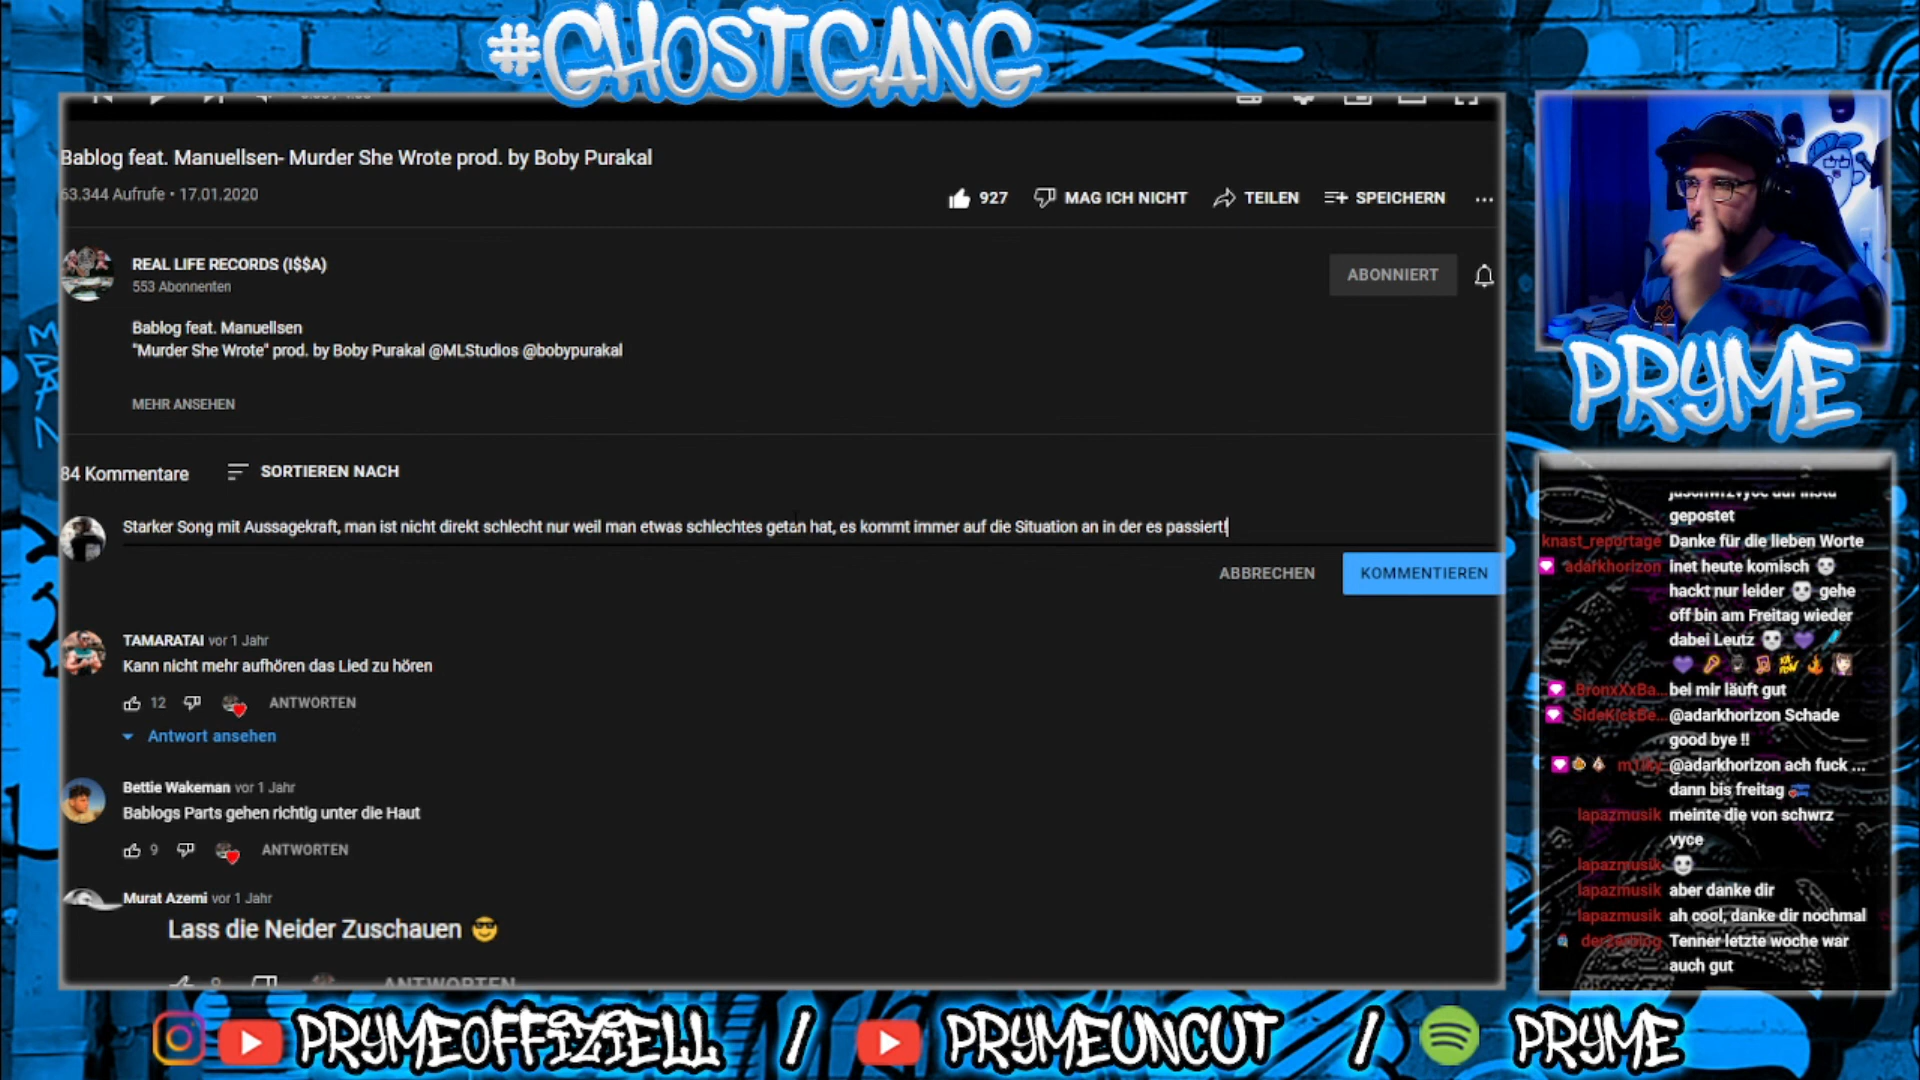 #GHOSTGANG
Bablog feat. Manuellsen- Murder She Wrote prod. by Boby Purakal
63.344 Aufrufe • 17.01.2020
927
MAG ICH NICHT
TEILEN
SPEICHERN
REAL LIFE RECORDS (I$$A)
553 Abonnenten
ABONNIERT
Bablog feat. Manuellsen
"Murder She Wrote" prod. by Boby Purakal @MLStudios @bobypurakal
MEHR ANSEHEN
84 Kommentare
SORTIEREN NACH
Starker Song mit Aussagekraft, man ist nicht direkt schlecht nur weil man etwas schlechtes getan hat, es kommt immer auf die Situation an in der es passiert!
ABBRECHEN
KOMMENTIEREN
TAMARATAI vor 1 Jahr
Kann nicht mehr aufhören das Lied zu hören
12
ANTWORTEN
Antwort ansehen
Bettie Wakeman vor 1 Jahr
Bablogs Parts gehen richtig unter die Haut
9
ANTWORTEN
Murat Azemi vor 1 Jahr
Lass die Neider Zuschauen
ANTWORTEN
PRYME
gepostet
knast_reportage Danke für die lieben Worte
adarkhorizon inet heute komisch
hackt nur leider gehe
off bin am Freitag wieder
dabei Leutz
BronxXxBa... bei mir läuft gut
SideKickBe... @adarkhorizon Schade
good bye !!
@adarkhorizon ach fuck ...
dann bis freitag
lapazmusik meinte die von schwrz
vyce
lapazmusik
lapazmusik aber danke dir
lapazmusik ah cool, danke dir nochmal
Tenner letzte woche war
auch gut
PRYMEOFFIZIELL / PRYMEUNCUT / PRYME